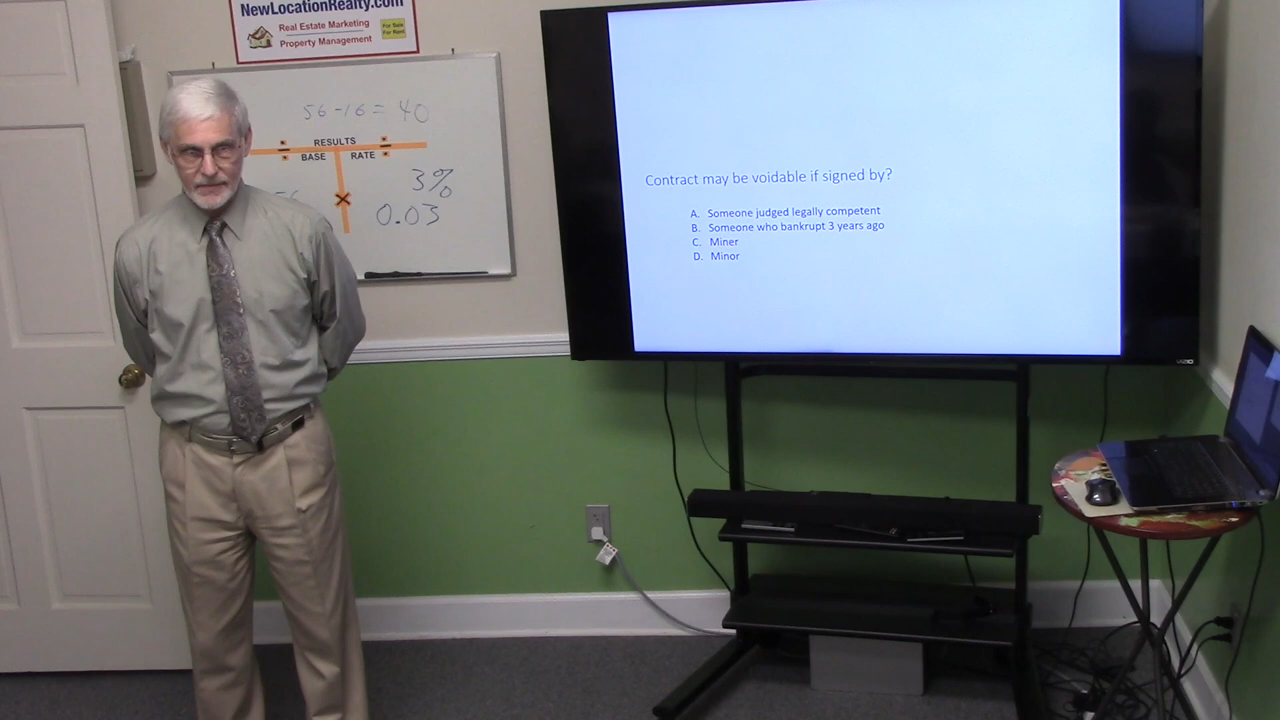 NewLocationRealty.com
Real Estate Marketing
Property Management
For Sale
For Rent
56-16= 40
RESULTS
BASE RATE
3%
56
0.03
Contract may be voidable if signed by?
A. Someone judged legally competent
B. Someone who bankrupt 3 years ago
C. Miner
D. Minor
VIZIO